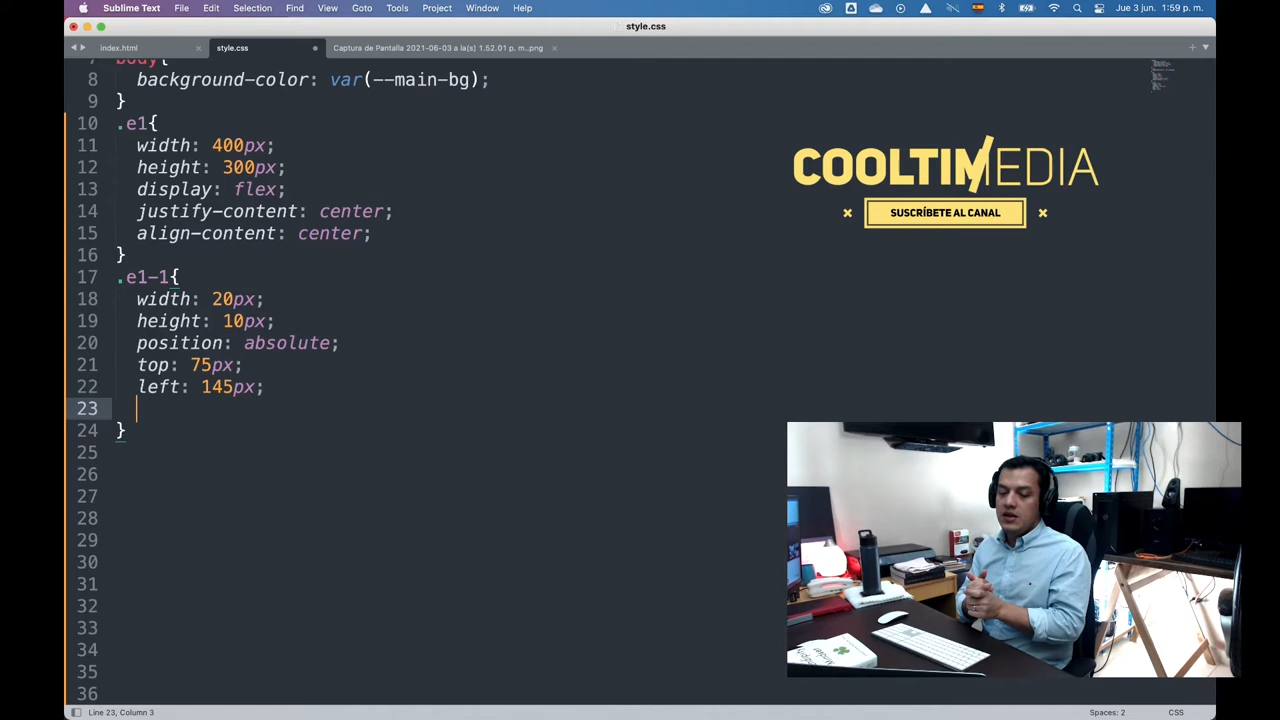 Sublime Text File Edit Selection Find View Goto Tools Project Window Help Jue 3 jun. 1:59 p. m.
style.css
index.html × style.css Captura de Pantalla 2021-06-03 a la(s) 1.52.01 p. m..png ×
7 body{
8 background-color: var(--main-bg);
9 }
10 .e1{
11 width: 400px;
12 height: 300px;
13 display: flex;
14 justify-content: center;
15 align-content: center;
16 }
17 .e1-1{
18 width: 20px;
19 height: 10px;
20 position: absolute;
21 top: 75px;
22 left: 145px;
23
24 }
25
26
27
28
29
30
31
32
33
34
35
36
COOLTIMEDIA
SUSCRÍBETE AL CANAL
Line 23, Column 3 Spaces: 2 CSS